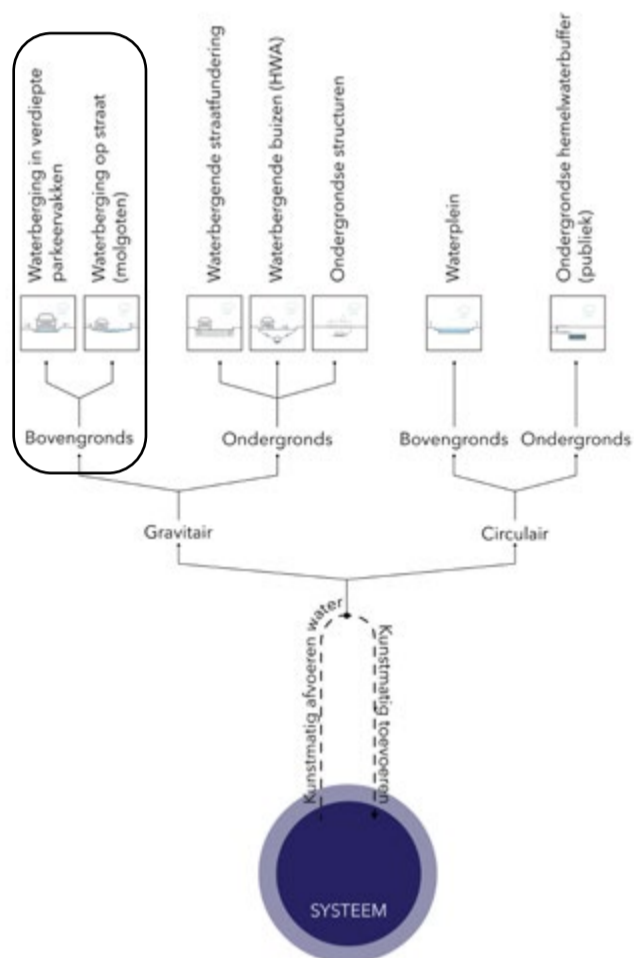 Waterberging in verdiepte
parkeervakken
Waterberging op straat
(molgoten)
Waterbergende straatfundering
Waterbergende buizen (HWA)
Ondergrondse structuren
Waterplein
Ondergrondse hemelwaterbuffer
(publiek)
Bovengronds
Ondergronds
Bovengronds
Ondergronds
Gravitair
Circulair
Kunstmatig afvoeren water
Kunstmatig toevoeren
SYSTEEM